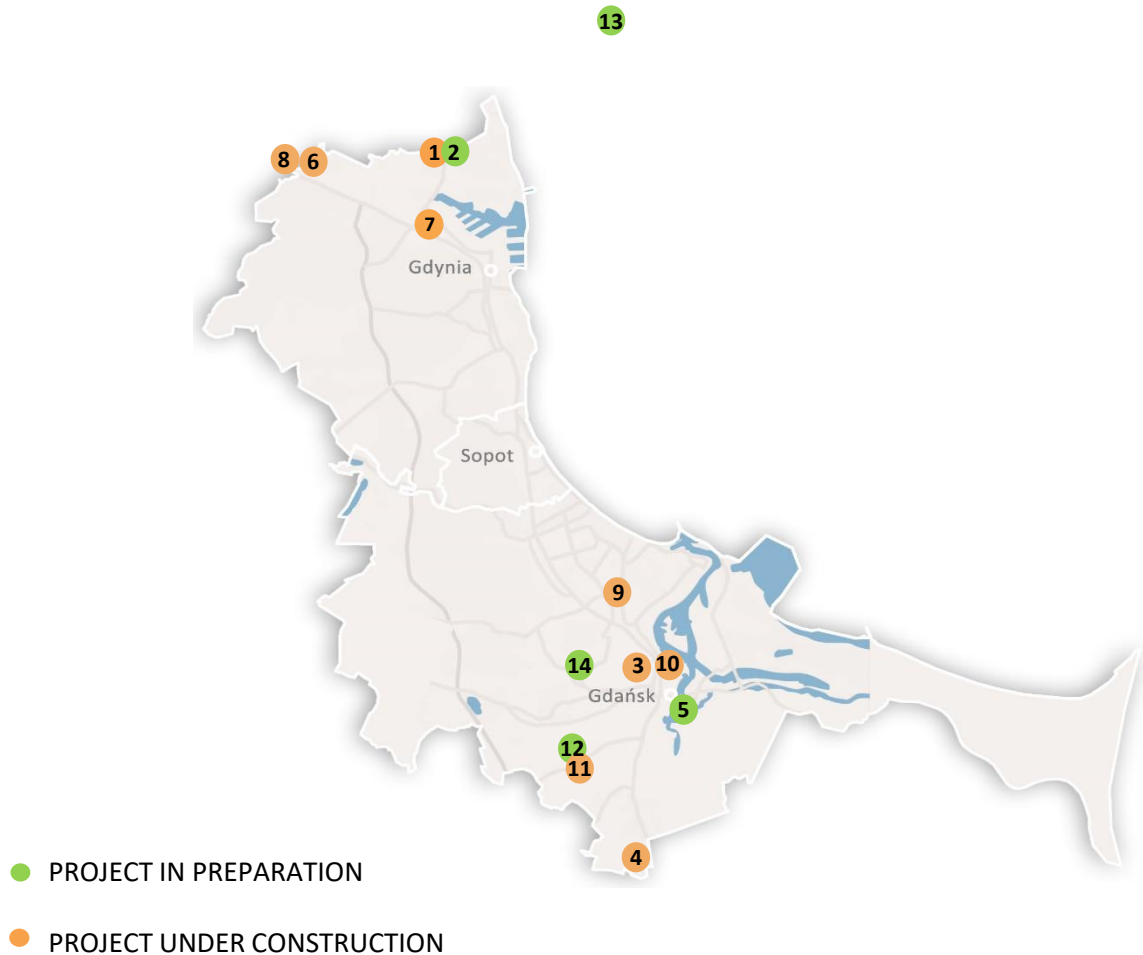 13
8 6 1 2
7
Gdynia
Sopot
9
14 3 10
Gdańsk 5
12
11
4
PROJECT IN PREPARATION
PROJECT UNDER CONSTRUCTION